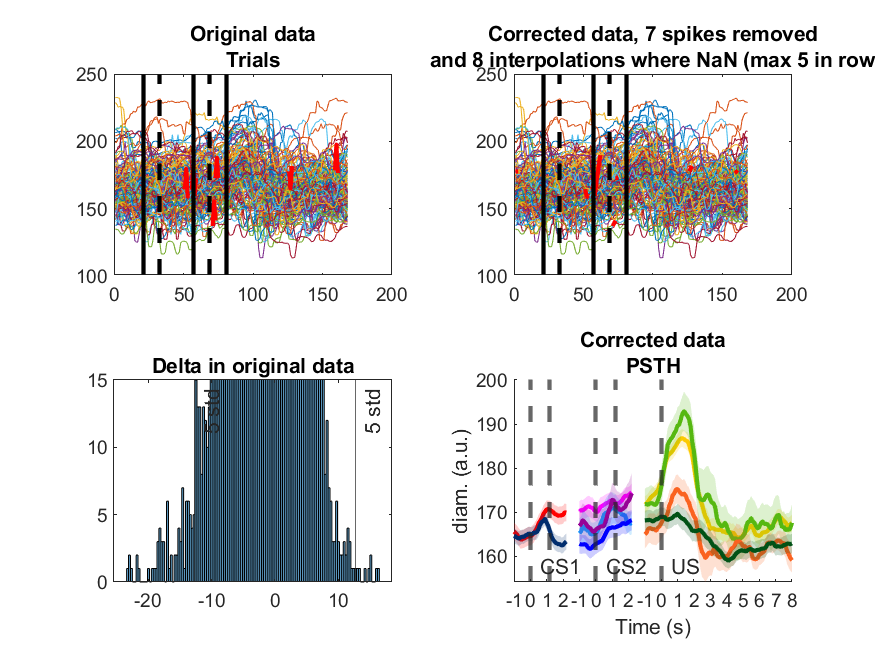 Original data
Trials
250
200
150
100
0 50 100 150 200
Corrected data, 7 spikes removed
and 8 interpolations where NaN (max 5 in row
250
200
150
100
0 50 100 150 200
Delta in original data
15
10
5
0
5 std
5 std
-20 -10 0 10
Corrected data
PSTH
200
190
180
170
160
diam. (a.u.)
CS1 CS2 US
-1 0 1 2 -1 0 1 2 -1 0 1 2 3 4 5 6 7 8
Time (s)